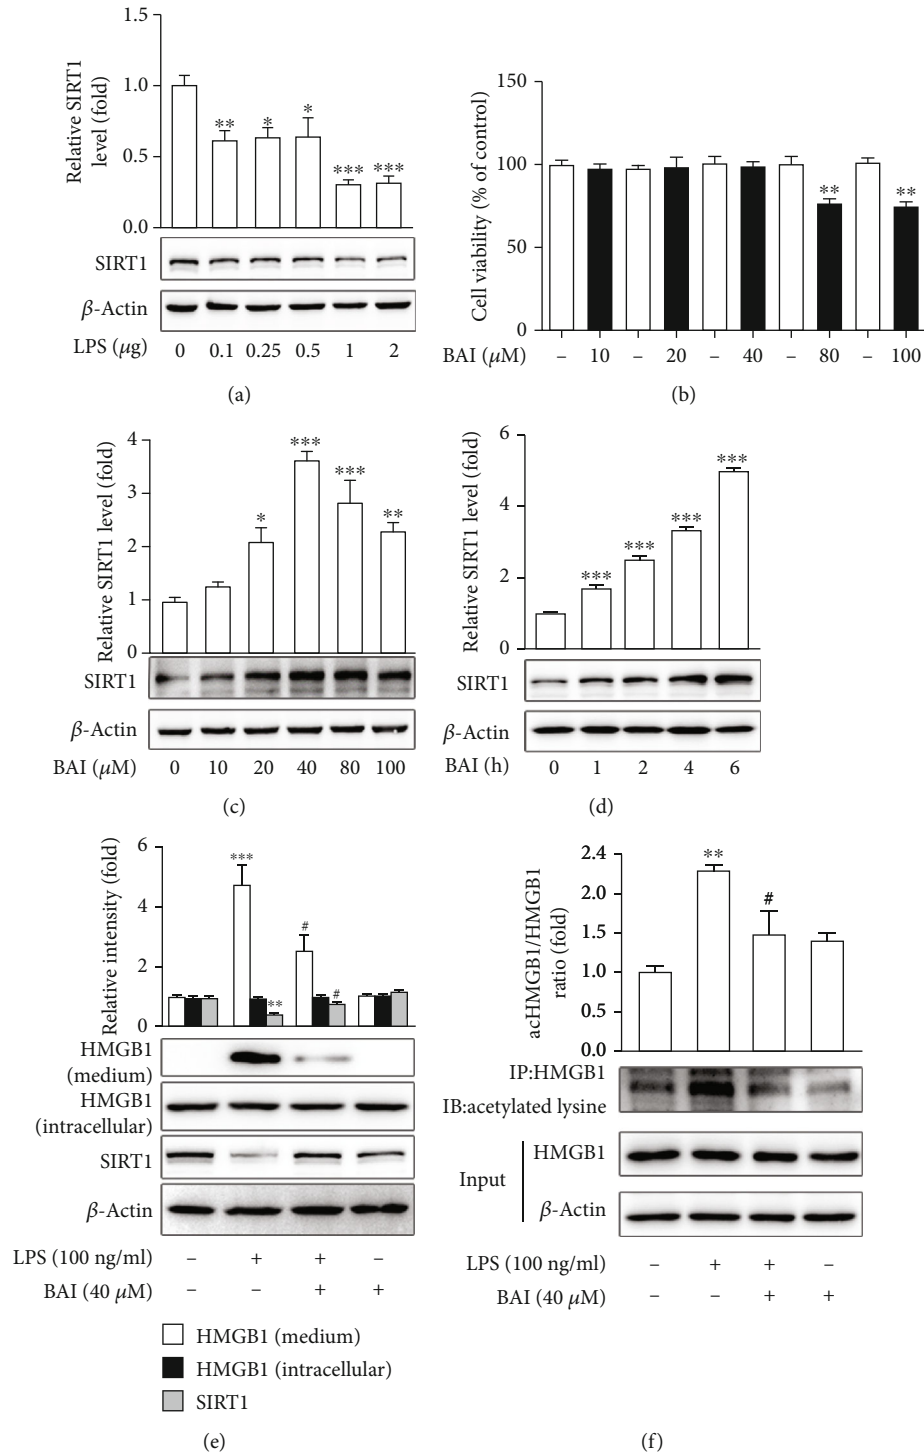 1.5
1.0
0.5
0.0
Relative SIRT1
level (fold)
**
*
*
***
***
SIRT1
β-Actin
LPS (μg)
0 0.1 0.25 0.5 1 2
(a)
150
100
50
0
Cell viability (% of control)
**
**
BAI (μM)
– 10 – 20 – 40 – 80 – 100
(b)
4
3
2
1
0
Relative SIRT1 level (fold)
*
***
***
**
SIRT1
β-Actin
BAI (μM)
0 10 20 40 80 100
(c)
6
4
2
0
Relative SIRT1 level (fold)
***
***
***
***
SIRT1
β-Actin
BAI (h)
0 1 2 4 6
(d)
6
4
2
0
Relative intensity (fold)
***
**
#
#
HMGB1
(medium)
HMGB1
(intracellular)
SIRT1
β-Actin
LPS (100 ng/ml) – + + –
BAI (40 μM) – – + +
HMGB1 (medium)
HMGB1 (intracellular)
SIRT1
(e)
2.4
2.0
1.5
1.0
0.5
0.0
acHMGB1/HMGB1
ratio (fold)
**
#
IP:HMGB1
IB:acetylated lysine
Input
HMGB1
β-Actin
LPS (100 ng/ml) – + + –
BAI (40 μM) – – + +
(f)